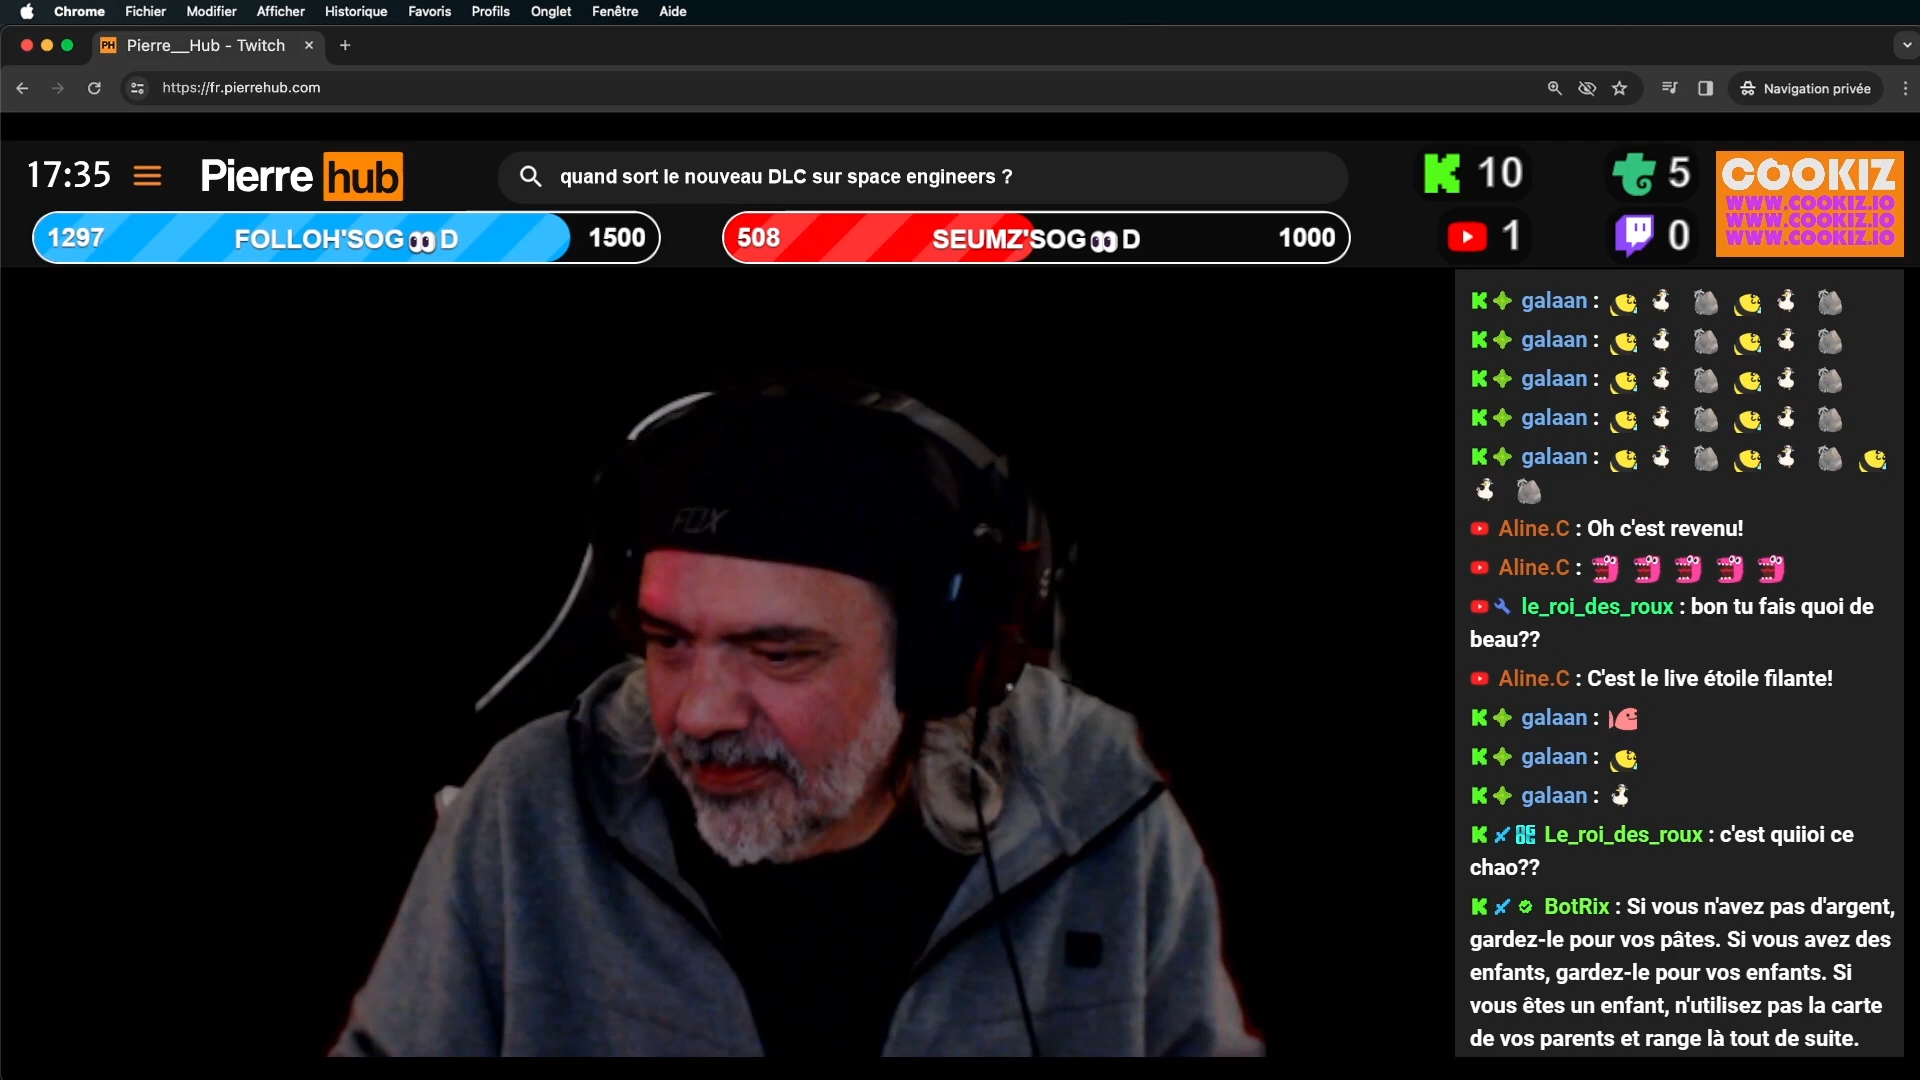 Chrome Fichier Modifier Afficher Historique Favoris Profils Onglet Fenêtre Aide
PH Pierre__Hub - Twitch
https://fr.pierrehub.com
Navigation privée
17:35
Pierre hub
quand sort le nouveau DLC sur space engineers ?
10
5
COOKIZ
WWW.COOKIZ.IO
WWW.COOKIZ.IO
WWW.COOKIZ.IO
1297 FOLLOH'SOG👀D 1500
508 SEUMZ'SOG👀D 1000
1
0
FOX
galaan :
galaan :
galaan :
galaan :
galaan :
Aline.C : Oh c'est revenu!
Aline.C :
le_roi_des_roux : bon tu fais quoi de
beau??
Aline.C : C'est le live étoile filante!
galaan :
galaan :
galaan :
Le_roi_des_roux : c'est quiioi ce
chao??
BotRix : Si vous n'avez pas d'argent,
gardez-le pour vos pâtes. Si vous avez des
enfants, gardez-le pour vos enfants. Si
vous êtes un enfant, n'utilisez pas la carte
de vos parents et range là tout de suite.